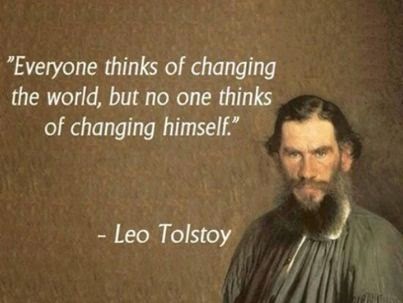 "Everyone thinks of changing
the world, but no one thinks
of changing himself."
- Leo Tolstoy